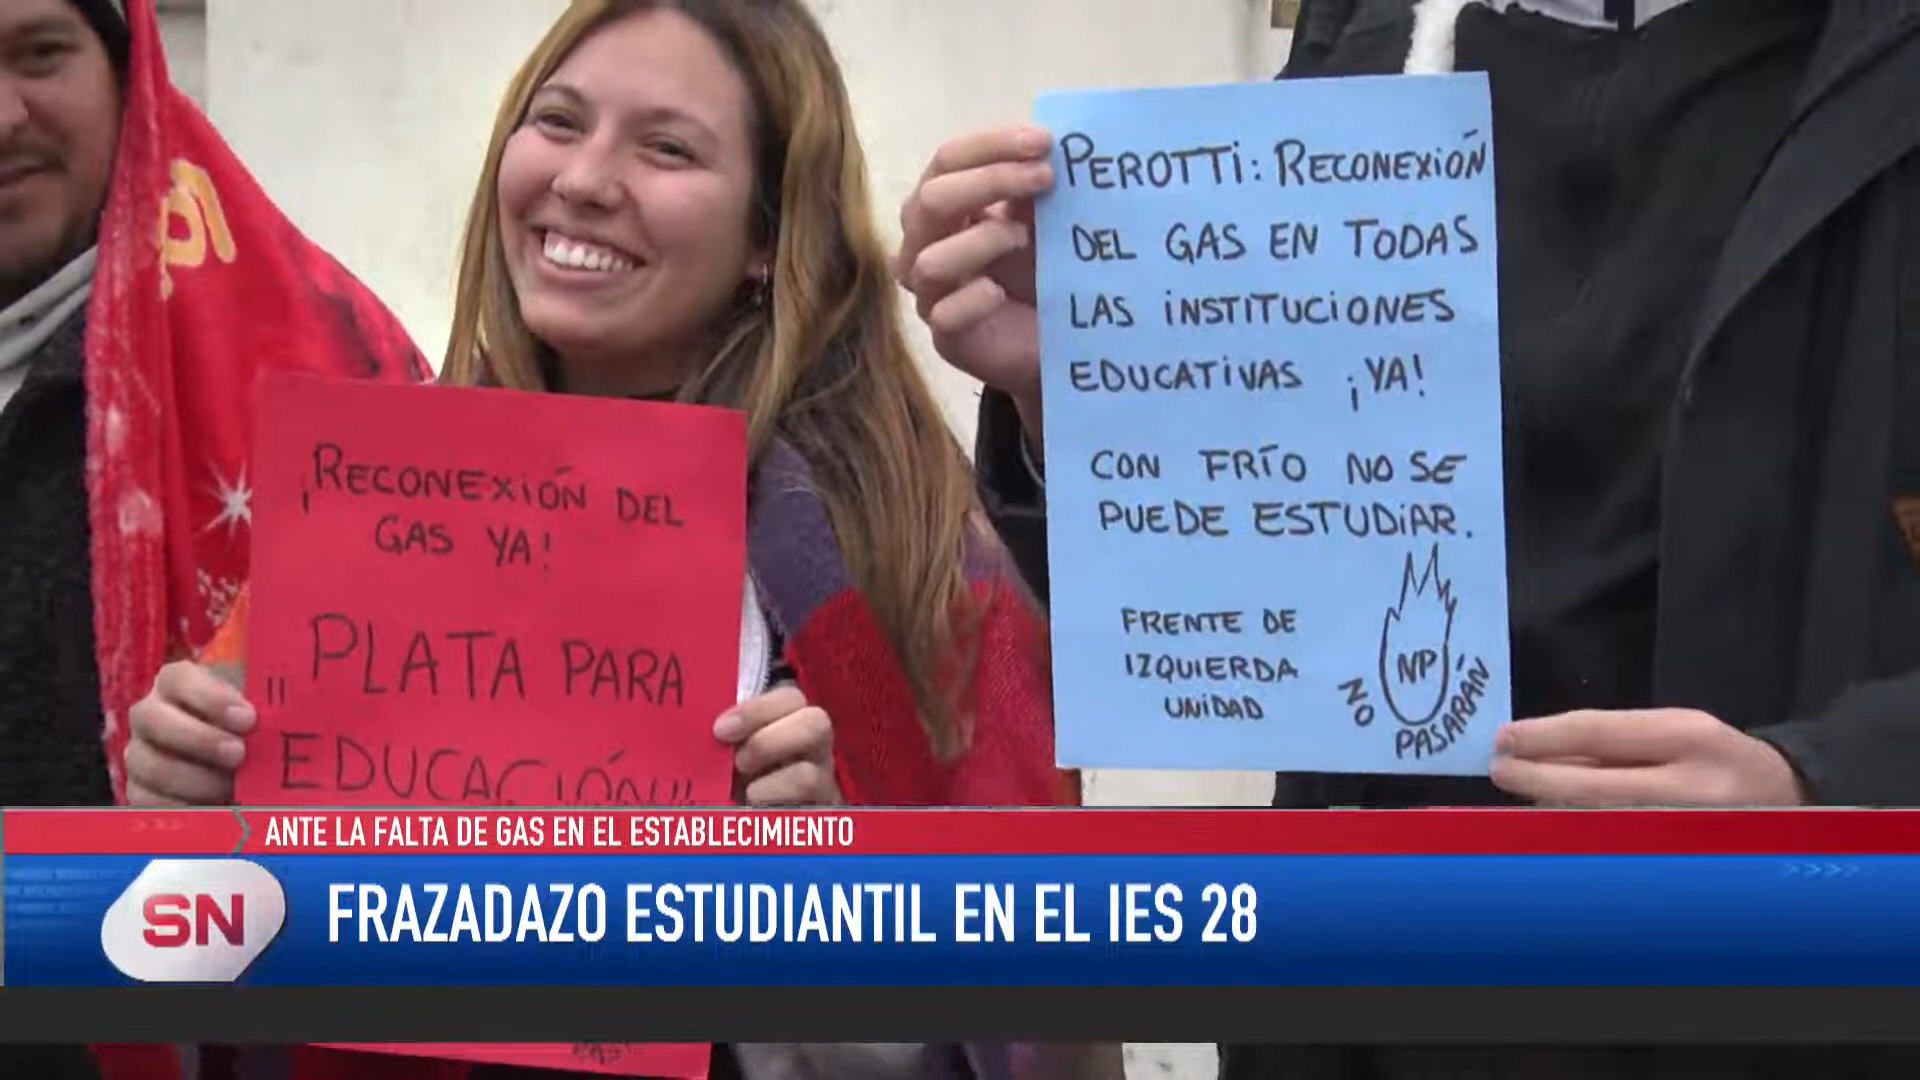 PEROTTI: RECONEXIÓN
DEL GAS EN TODAS
LAS INSTITUCIONES
EDUCATIVAS ¡YA!
CON FRÍO NO SE
PUEDE ESTUDIAR.
FRENTE DE
IZQUIERDA
UNIDAD
NP
NO
PASARÁN
¡RECONEXIÓN DEL
GAS YA!
"PLATA PARA
EDUCACIÓN"
ANTE LA FALTA DE GAS EN EL ESTABLECIMIENTO
SN
FRAZADAZO ESTUDIANTIL EN EL IES 28